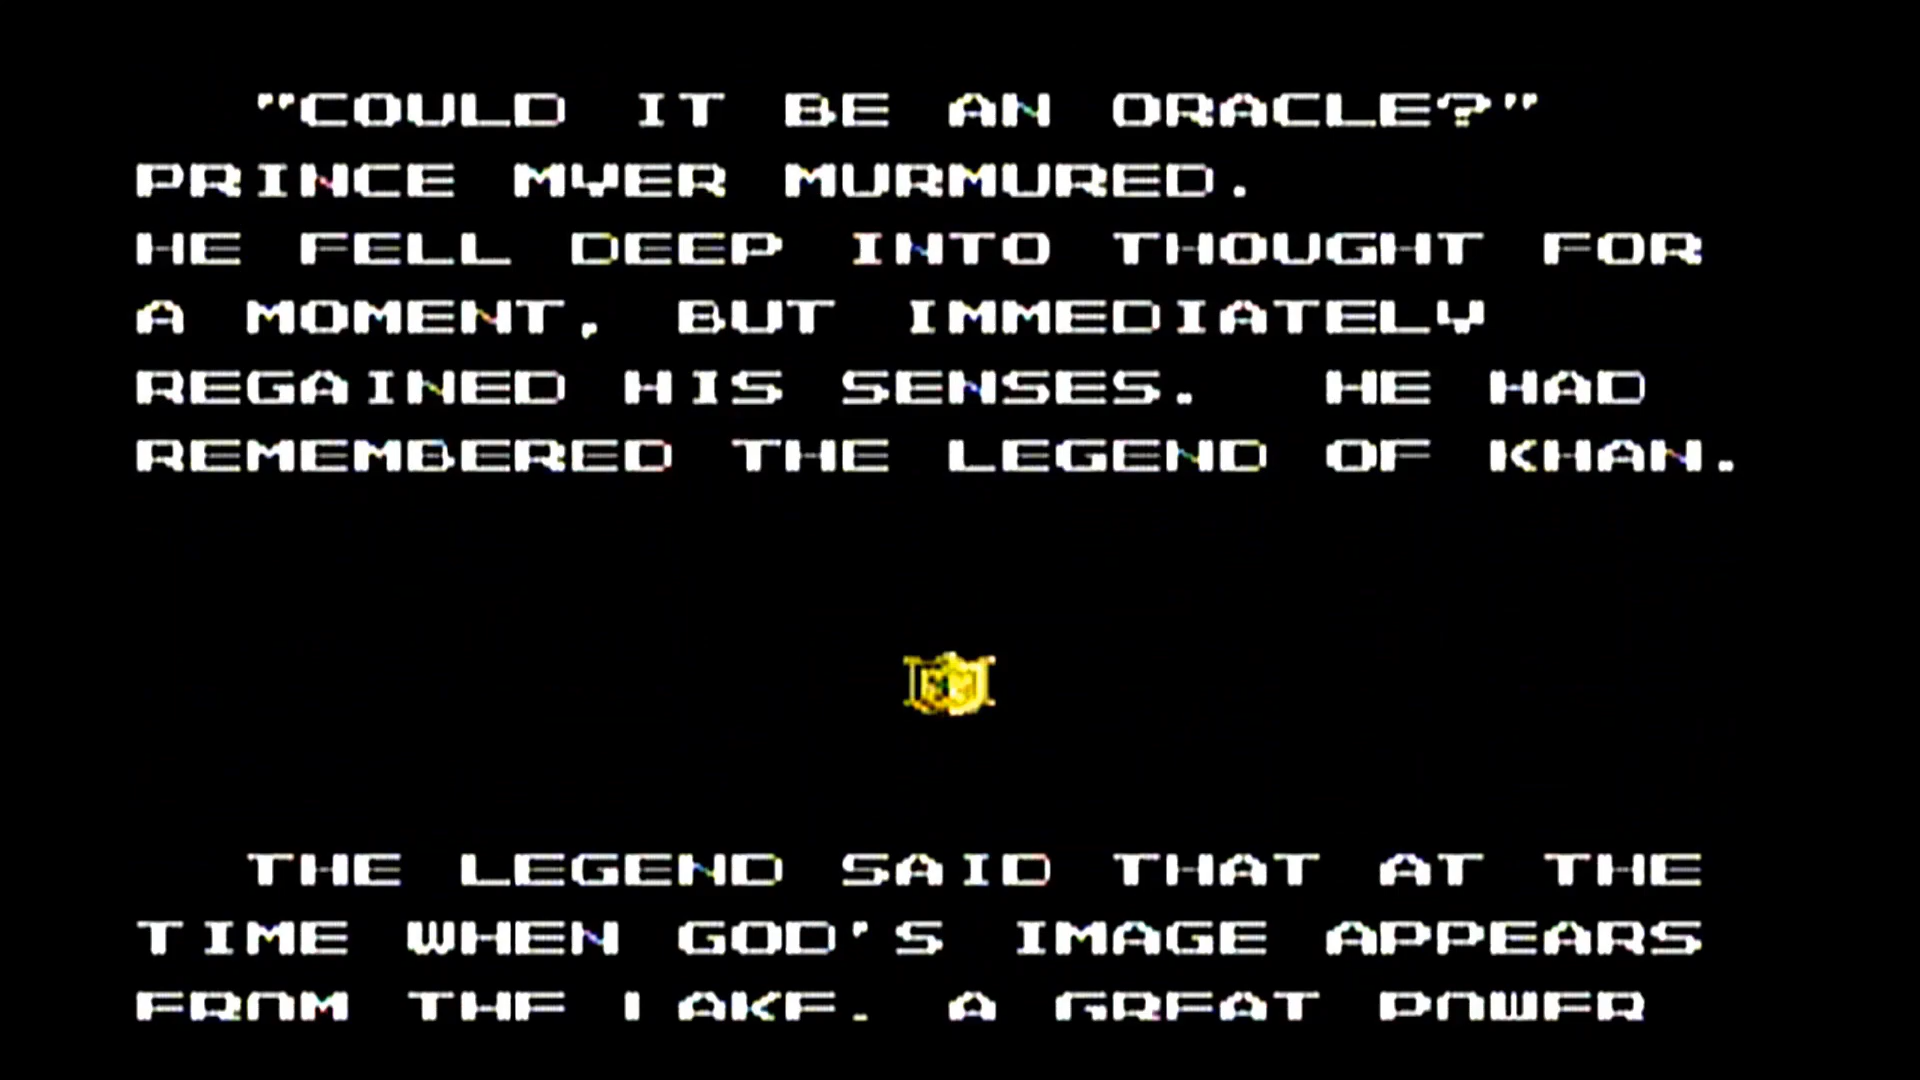 "COULD IT BE AN ORACLE?"
PRINCE MYER MURMURED.
HE FELL DEEP INTO THOUGHT FOR
A MOMENT, BUT IMMEDIATELY
REGAINED HIS SENSES. HE HAD
REMEMBERED THE LEGEND OF KHAN.
THE LEGEND SAID THAT AT THE
TIME WHEN GOD'S IMAGE APPEARS
FROM THE LAKE, A GREAT POWER